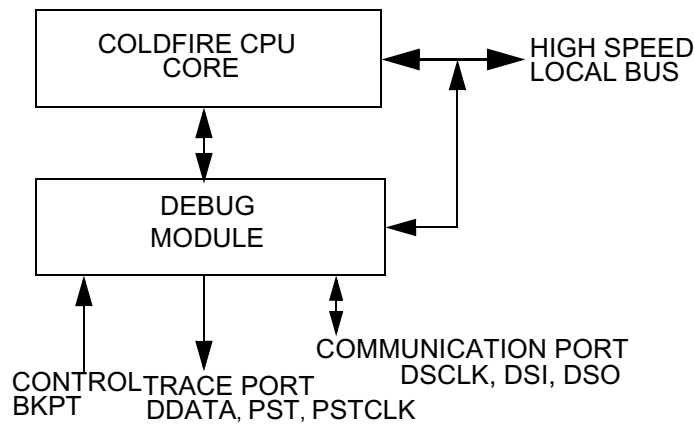 COLDFIRE CPU
CORE
HIGH SPEED
LOCAL BUS
DEBUG
MODULE
COMMUNICATION PORT
DSCLK, DSI, DSO
CONTROL
BKPT
TRACE PORT
DDATA, PST, PSTCLK